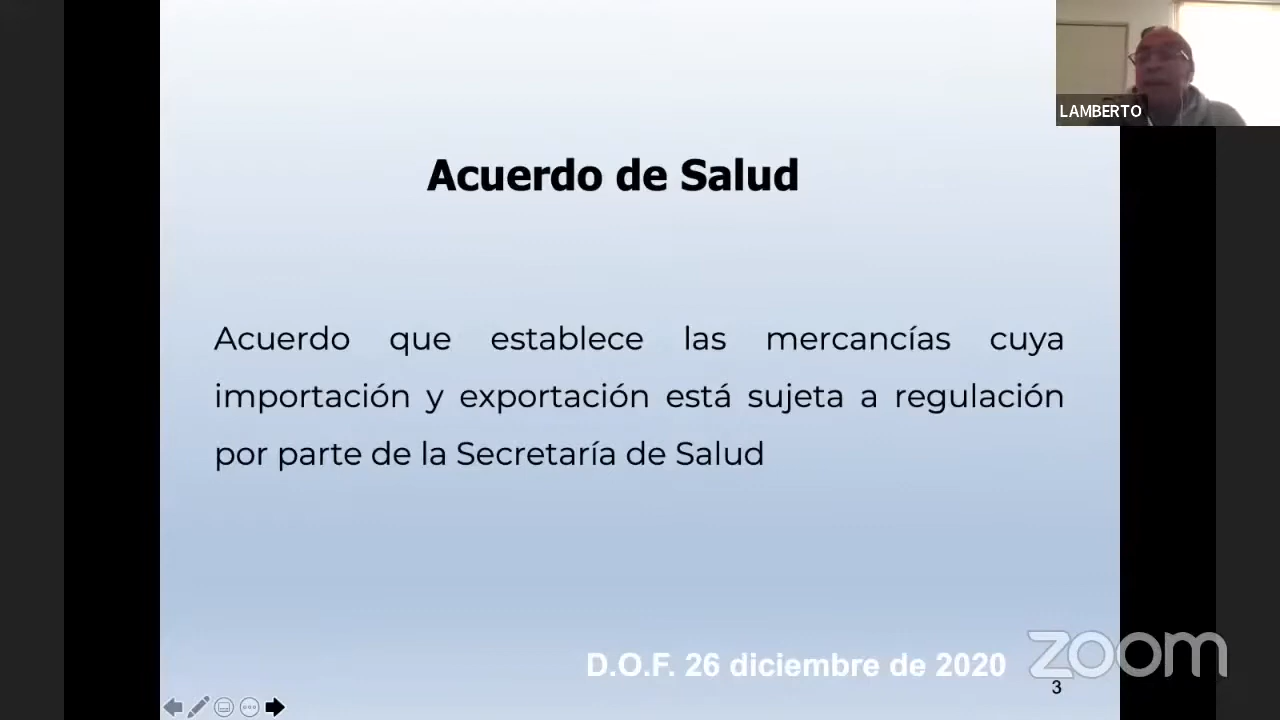 LAMBERTO
Acuerdo de Salud
Acuerdo que establece las mercancías cuya
importación y exportación está sujeta a regulación
por parte de la Secretaría de Salud
D.O.F. 26 diciembre de 2020
zoom
3